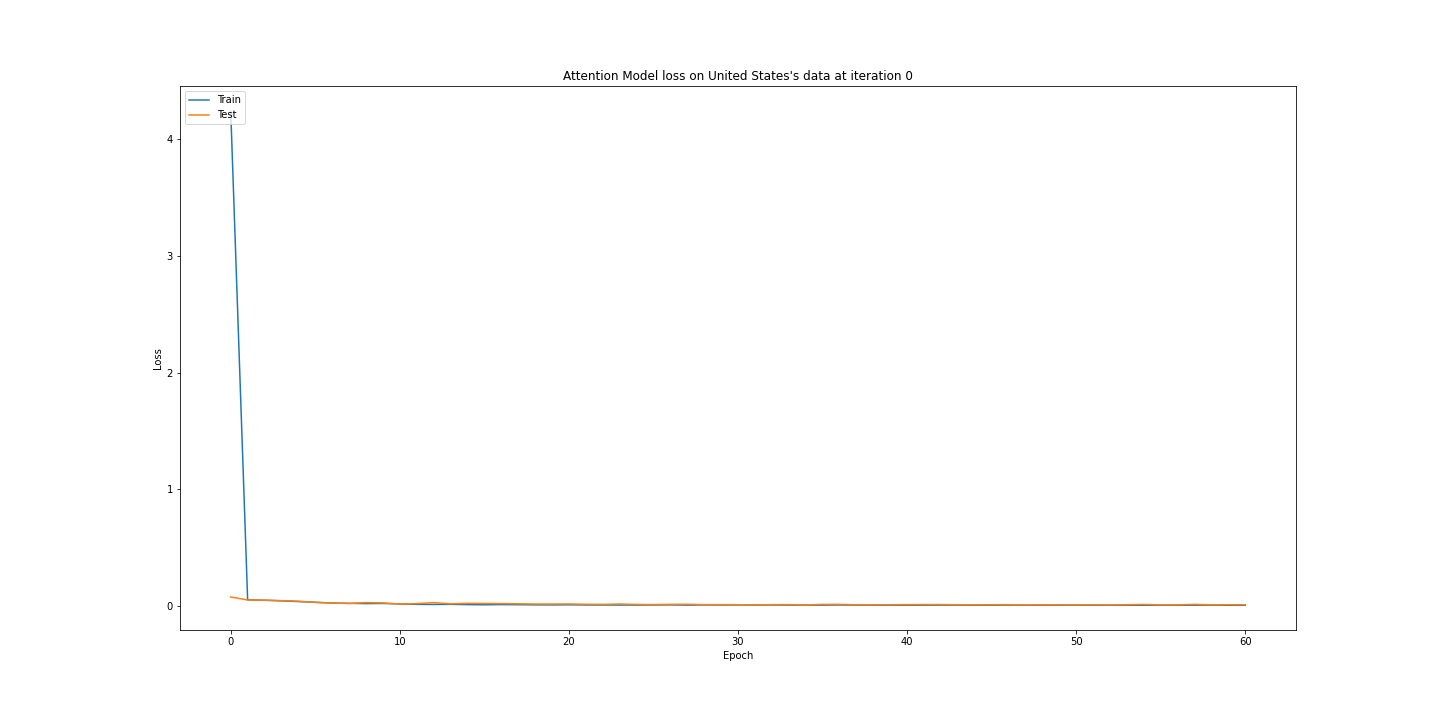 Attention Model loss on United States's data at iteration 0
Train
Test
4
3
2
1
0
Loss
0 10 20 30 40 50 60
Epoch